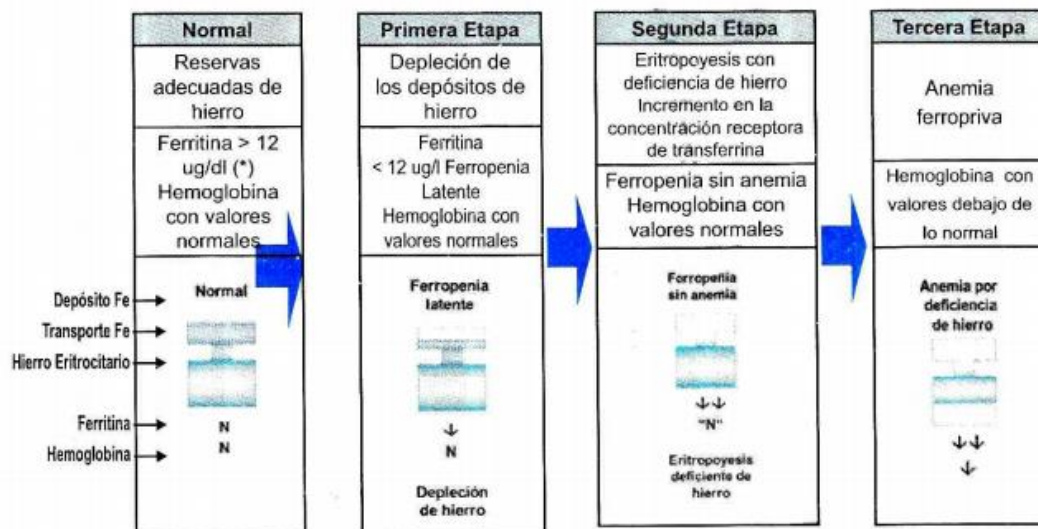 Normal
Reservas
adecuadas de
hierro
Ferritina > 12
ug/dl (*)
Hemoglobina
con valores
normales
Normal
N
N
Primera Etapa
Depleción de
los depósitos de
hierro
Ferritina
< 12 ug/l Ferropenia
Latente
Hemoglobina con
valores normales
Ferropenia
latente
↓
N
Depleción
de hierro
Segunda Etapa
Eritropoyesis con
deficiencia de hierro
Incremento en la
concentración receptora
de transferrina
Ferropenia sin anemia
Hemoglobina con
valores normales
Ferropenia
sin anemia
↓↓
"N"
Eritropoyesis
deficiente de
hierro
Tercera Etapa
Anemia
ferropriva
Hemoglobina con
valores debajo de
lo normal
Anemia por
deficiencia
de hierro
↓↓
↓
Depósito Fe
Transporte Fe
Hierro Eritrocitario
Ferritina
Hemoglobina